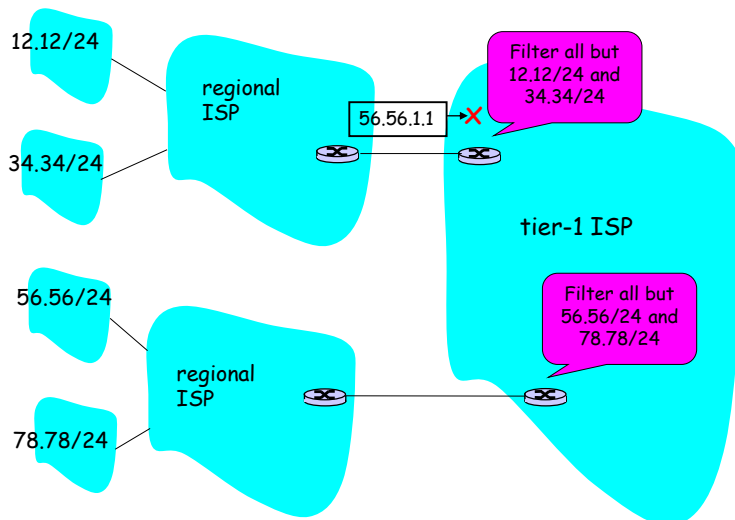 12.12/24
34.34/24
regional
ISP
56.56.1.1
Filter all but
12.12/24 and
34.34/24
tier-1 ISP
56.56/24
78.78/24
regional
ISP
Filter all but
56.56/24 and
78.78/24